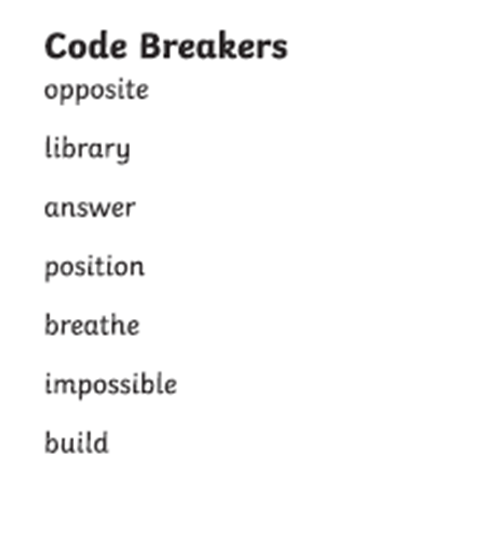 Code Breakers
opposite
library
answer
position
breathe
impossible
build